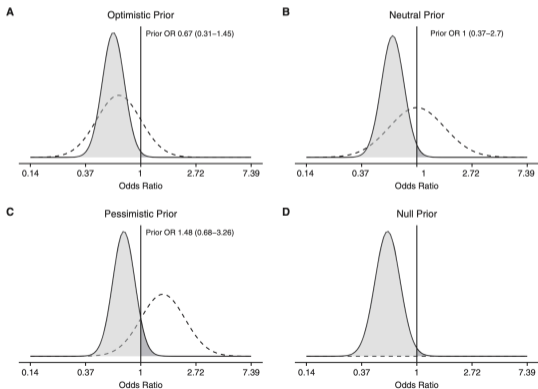 A
Optimistic Prior
Prior OR 0.67 (0.31–1.45)
0.14 0.37 1 2.72 7.39
Odds Ratio
B
Neutral Prior
Prior OR 1 (0.37–2.7)
0.14 0.37 1 2.72 7.39
Odds Ratio
C
Pessimistic Prior
Prior OR 1.48 (0.68–3.26)
0.14 0.37 1 2.72 7.39
Odds Ratio
D
Null Prior
0.14 0.37 1 2.72 7.39
Odds Ratio